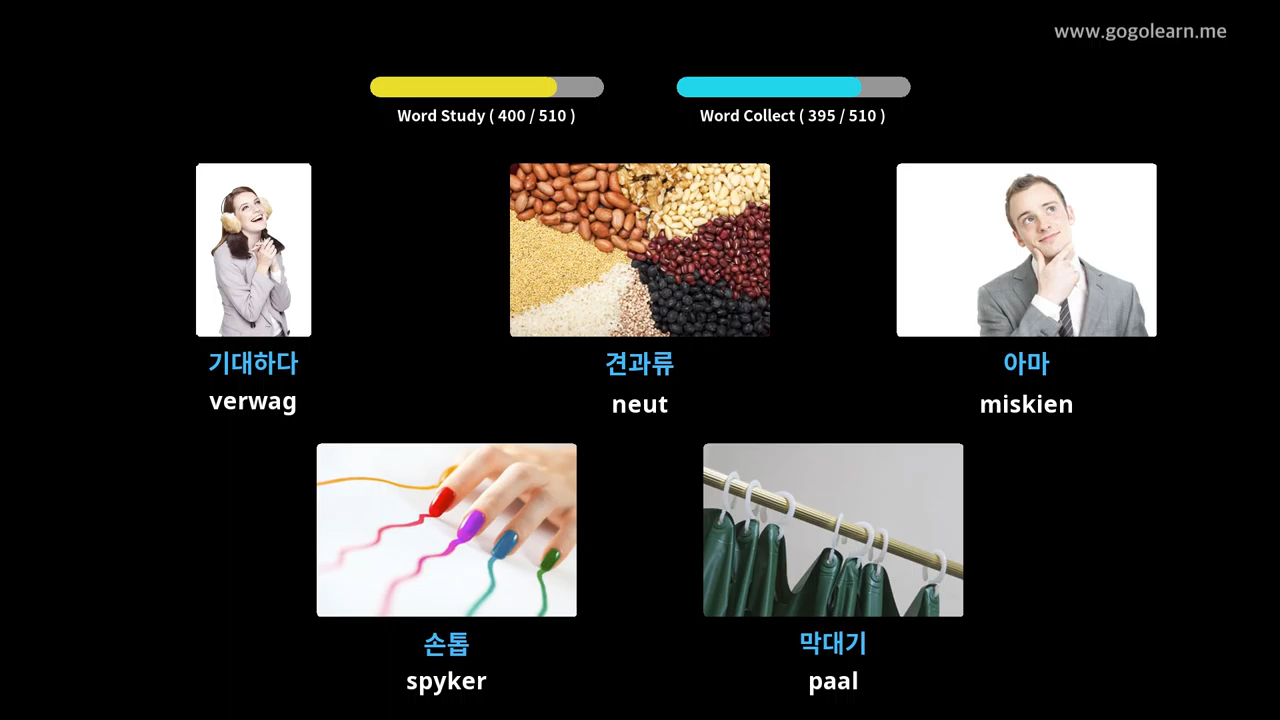 www.gogolearn.me
Word Study ( 400 / 510 )
Word Collect ( 395 / 510 )
기대하다
verwag
견과류
neut
아마
miskien
손톱
spyker
막대기
paal